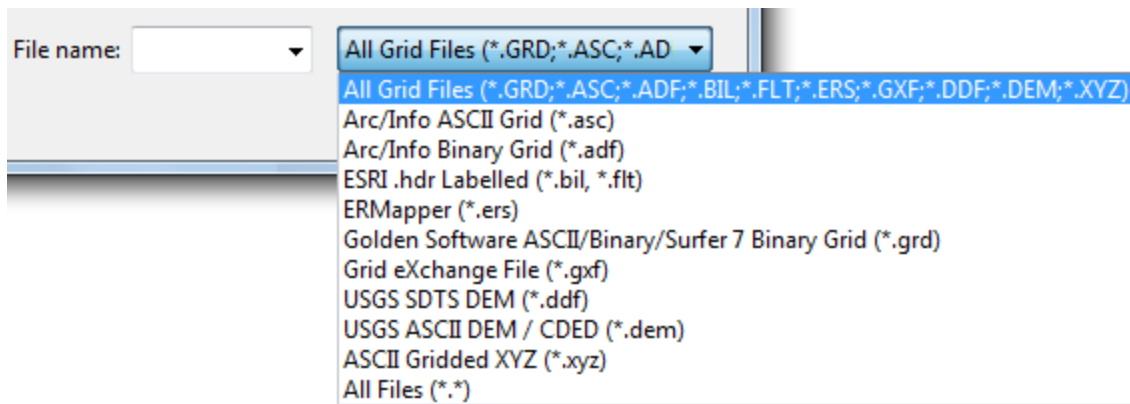 File name:
All Grid Files (*.GRD;*.ASC;*.AD
All Grid Files (*.GRD;*.ASC;*.ADF;*.BIL;*.FLT;*.ERS;*.GXF;*.DDF;*.DEM;*.XYZ)
Arc/Info ASCII Grid (*.asc)
Arc/Info Binary Grid (*.adf)
ESRI .hdr Labelled (*.bil, *.flt)
ERMapper (*.ers)
Golden Software ASCII/Binary/Surfer 7 Binary Grid (*.grd)
Grid eXchange File (*.gxf)
USGS SDTS DEM (*.ddf)
USGS ASCII DEM / CDED (*.dem)
ASCII Gridded XYZ (*.xyz)
All Files (*.*)